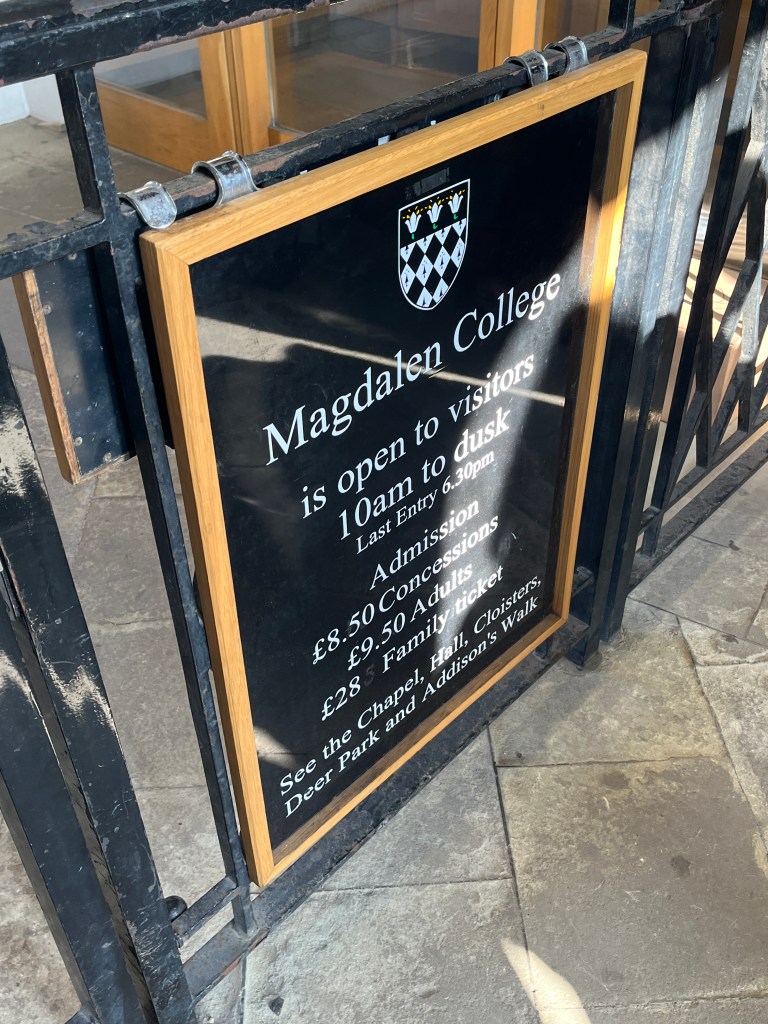 Magdalen College
is open to visitors
10am to dusk
Last Entry 6.30pm
Admission
£8.50 Concessions
£9.50 Adults
£28 Family ticket
See the Chapel, Hall, Cloisters,
Deer Park and Addison's Walk